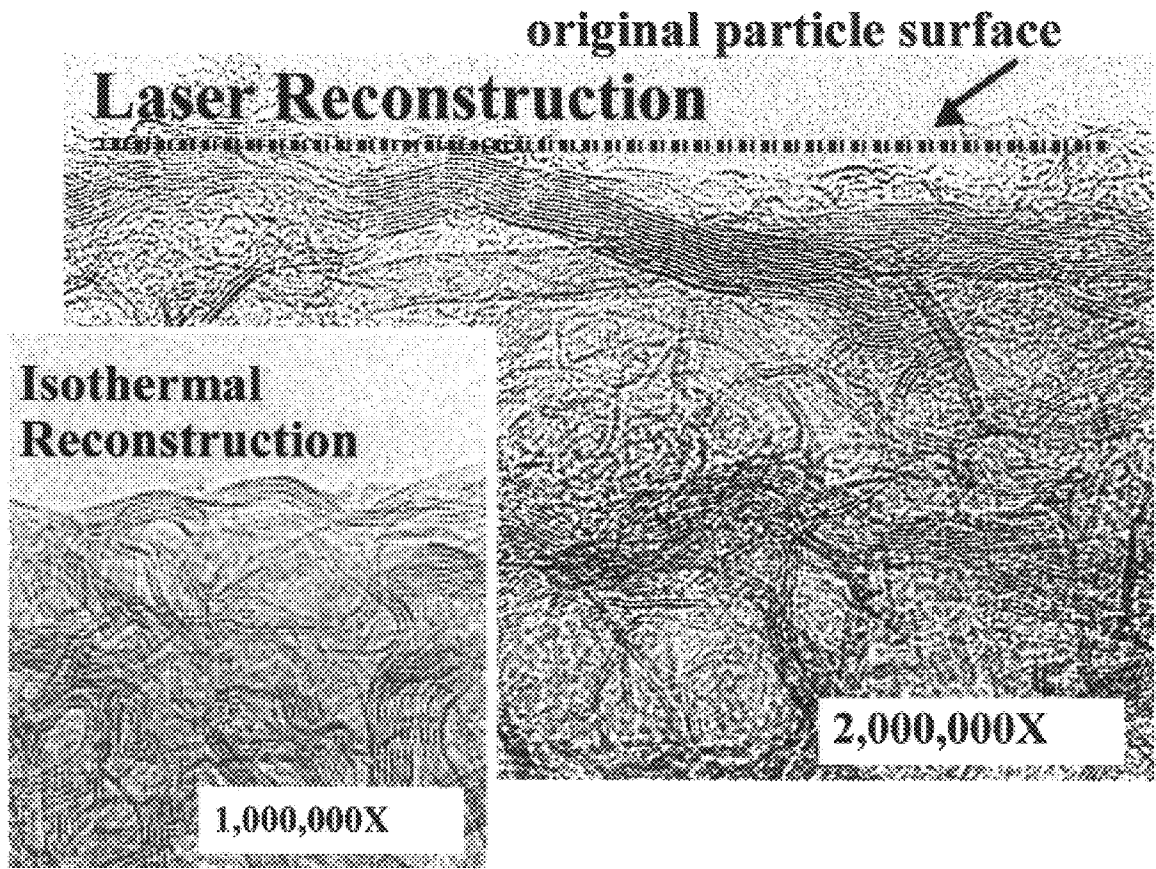 original particle surface
Laser Reconstruction
Isothermal
Reconstruction
2,000,000X
1,000,000X